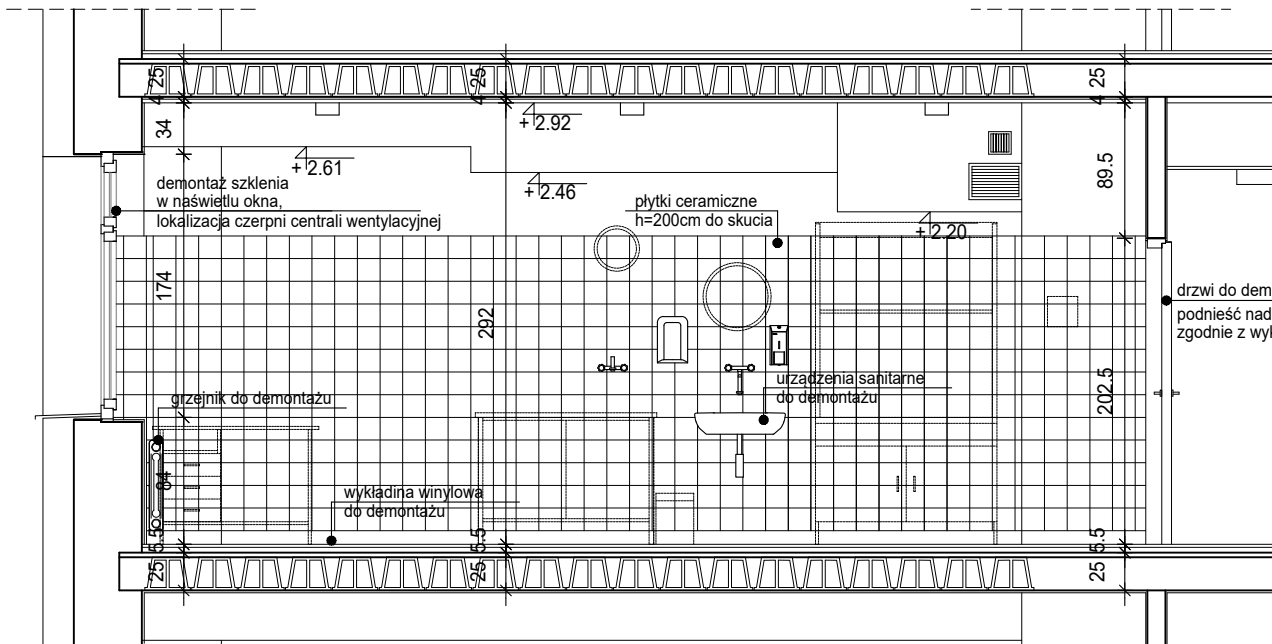 25
4
25
4
25
4
34
+ 2.92
+ 2.61
+ 2.46
+ 2.20
89.5
demontaż szklenia
w naświetlu okna,
lokalizacja czerpni centrali wentylacyjnej
płytki ceramiczne
h=200cm do skucia
174
292
drzwi do dem
podnieść nad
zgodnie z wyk
urządzenia sanitarne
do demontażu
202.5
grzejnik do demontażu
84
wykładina winylowa
do demontażu
5.5
5.5
5.5
25
25
25